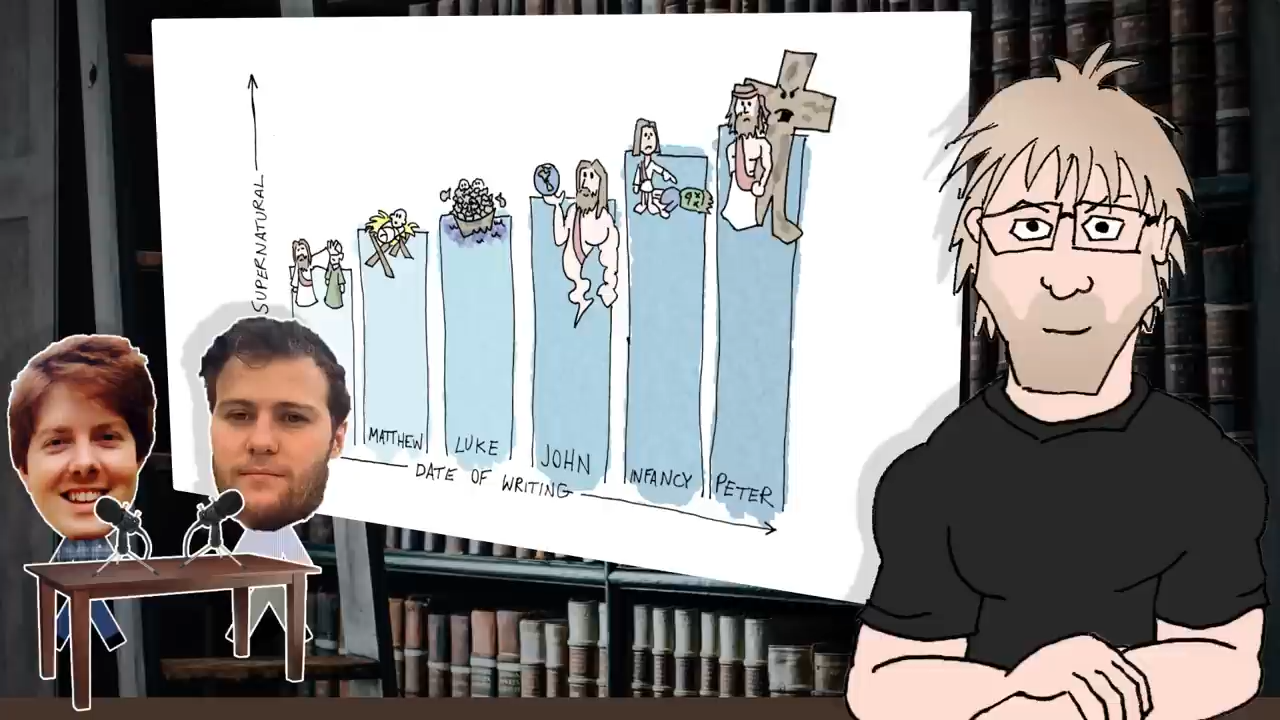 SUPERNATURAL
MATTHEW
LUKE
JOHN
INFANCY
PETER
DATE OF WRITING